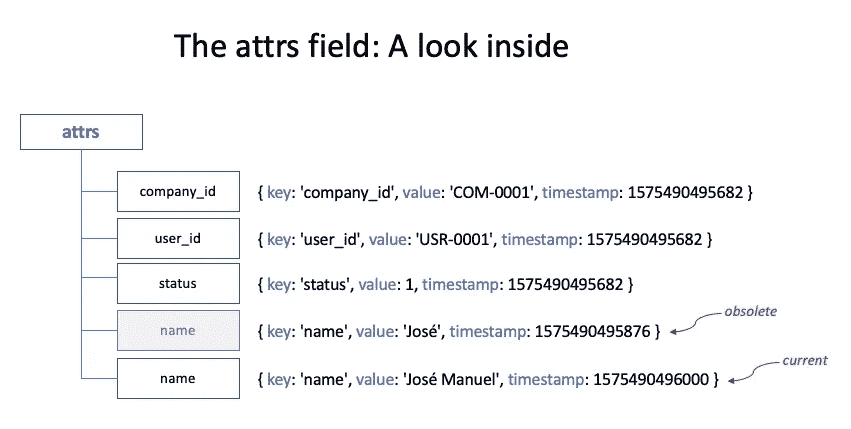 The attrs field: A look inside
attrs
company_id { key: 'company_id', value: 'COM-0001', timestamp: 1575490495682 }
user_id { key: 'user_id', value: 'USR-0001', timestamp: 1575490495682 }
status { key: 'status', value: 1, timestamp: 1575490495682 }
obsolete
name { key: 'name', value: 'José', timestamp: 1575490495876 }
current
name { key: 'name', value: 'José Manuel', timestamp: 1575490496000 }